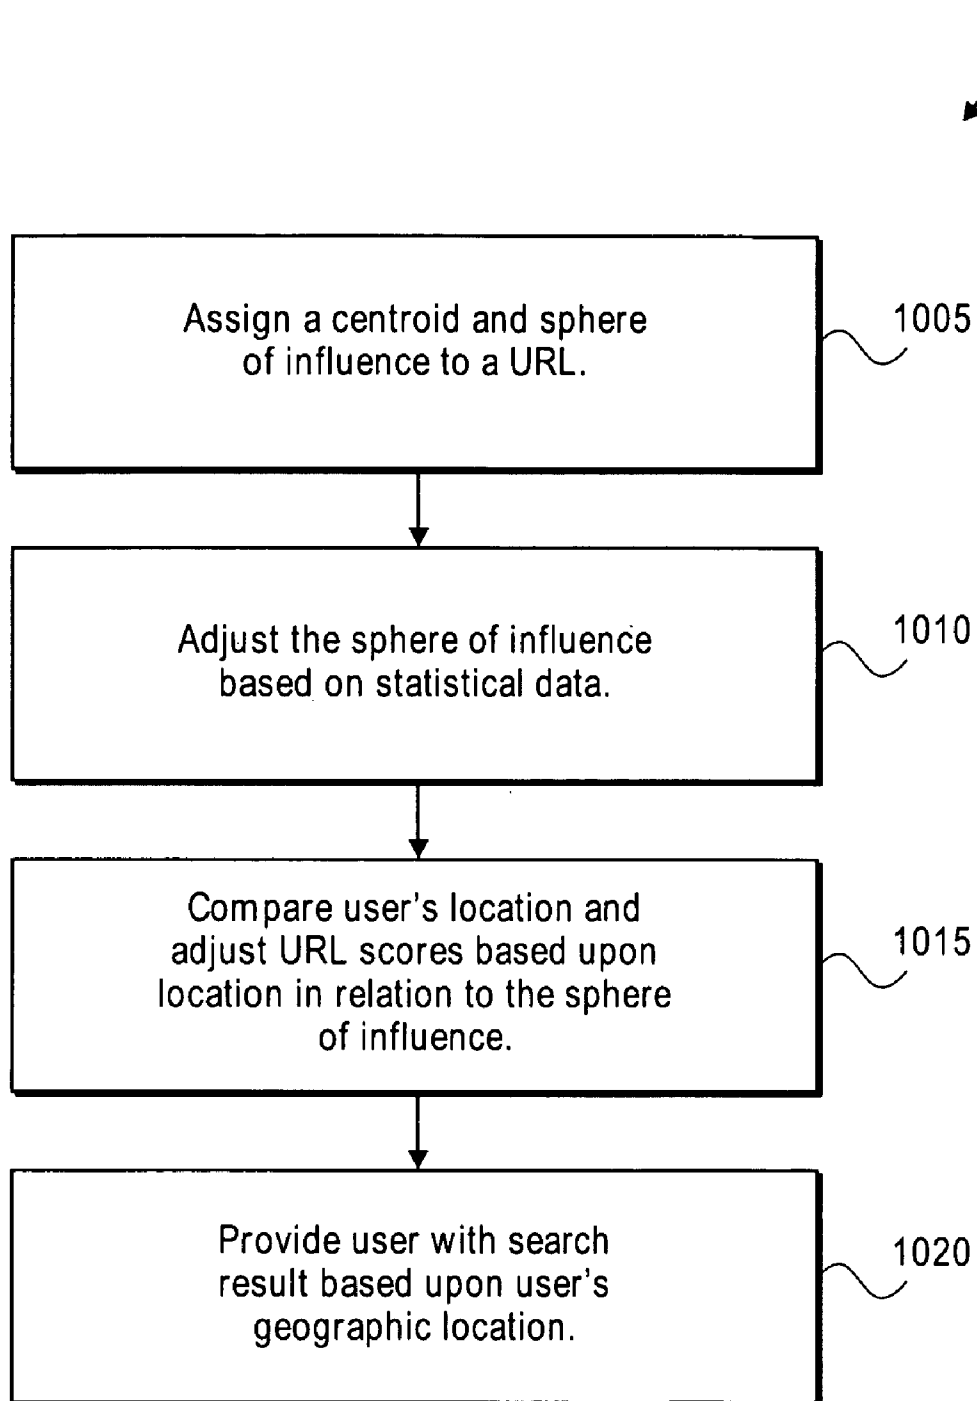 Assign a centroid and sphere
of influence to a URL.
1005
Adjust the sphere of influence
based on statistical data.
1010
Compare user's location and
adjust URL scores based upon
location in relation to the sphere
of influence.
1015
Provide user with search
result based upon user's
geographic location.
1020